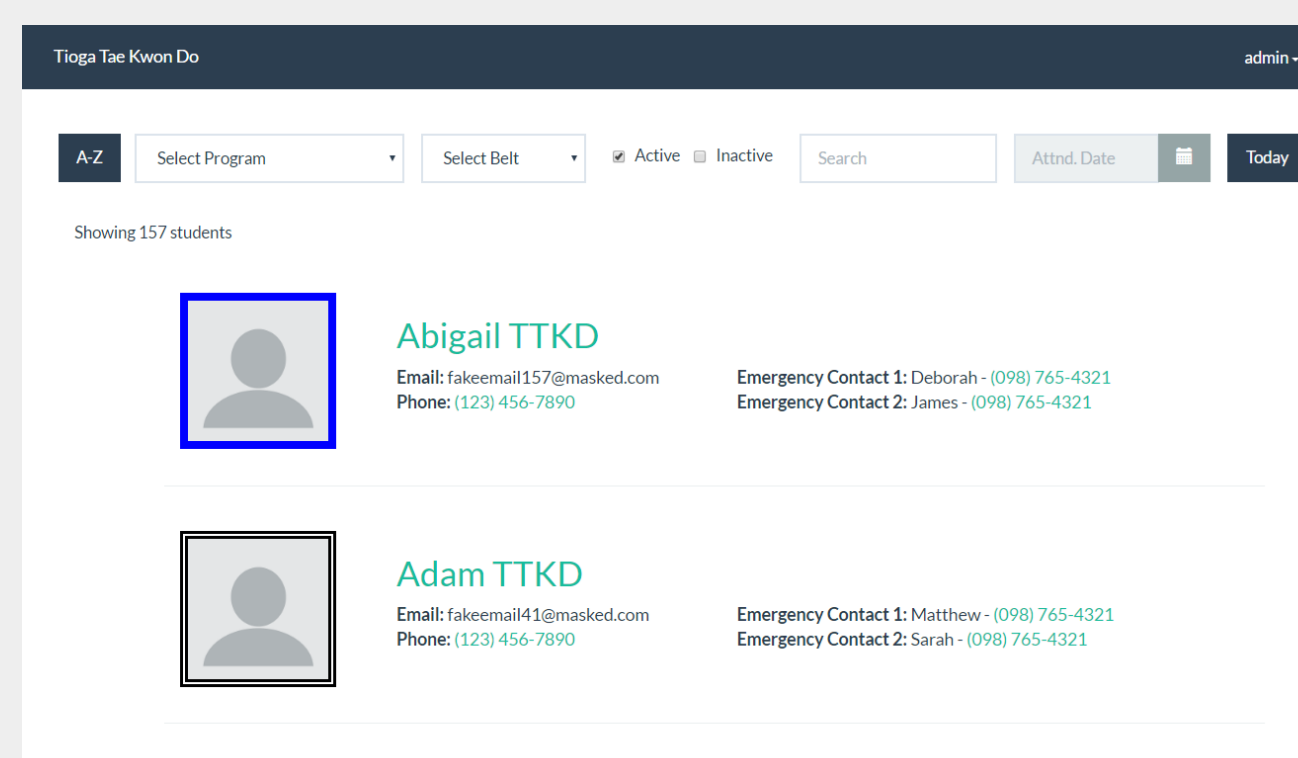 Tioga Tae Kwon Do admin
A-Z Select Program Select Belt Active Inactive Search Attnd. Date Today
Showing 157 students
Abigail TTKD
Email: fakeemail157@masked.com Emergency Contact 1: Deborah - (098) 765-4321
Phone: (123) 456-7890 Emergency Contact 2: James - (098) 765-4321
Adam TTKD
Email: fakeemail41@masked.com Emergency Contact 1: Matthew - (098) 765-4321
Phone: (123) 456-7890 Emergency Contact 2: Sarah - (098) 765-4321